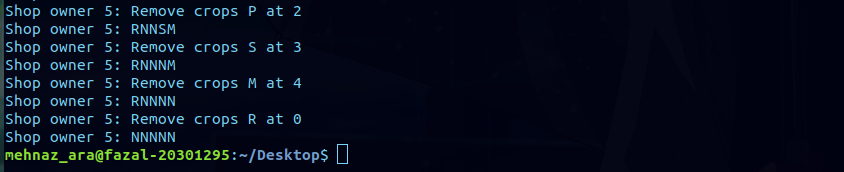 Shop owner 5: Remove crops P at 2
Shop owner 5: RNNSM
Shop owner 5: Remove crops S at 3
Shop owner 5: RNNNM
Shop owner 5: Remove crops M at 4
Shop owner 5: RNNNN
Shop owner 5: Remove crops R at 0
Shop owner 5: NNNNN
mehnaz_ara@fazal-20301295:~/Desktop$